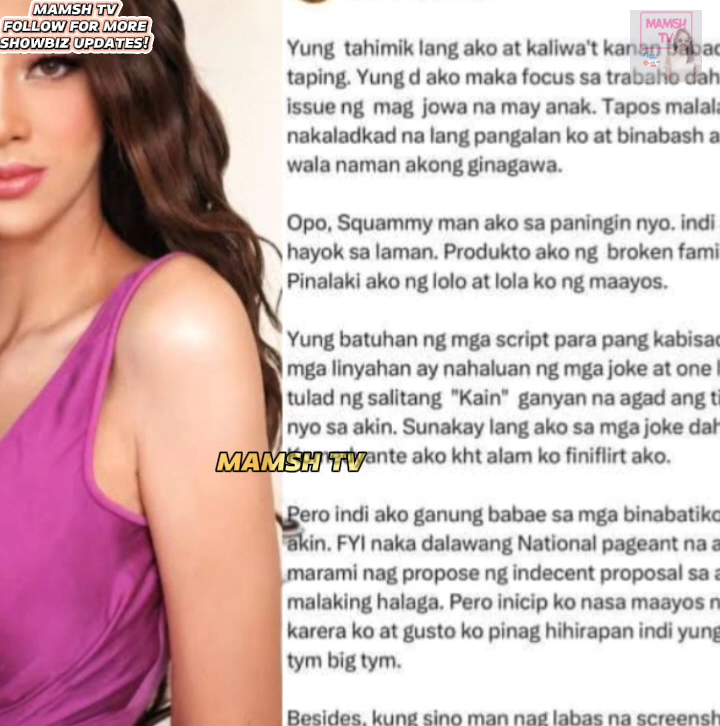 MAMSH TV
FOLLOW FOR MORE
SHOWBIZ UPDATES!
MAMSH
TV
Yung tahimik lang ako at kaliwa't kanan
taping. Yung d ako maka focus sa trabaho
issue ng mag jowa na may anak. Tapos
nakaladkad na lang pangalan ko at binabash
wala naman akong ginagawa.
Opo, Squammy man ako sa paningin nyo. indi
hayok sa laman. Produkto ako ng broken
Pinalaki ako ng lolo at lola ko ng maayos.
Yung batuhan ng mga script para pang
mga linyahan ay nahaluan ng mga joke at one
tulad ng salitang "Kain" ganyan na agad ang
nyo sa akin. Sunakay lang ako sa mga joke
MAMSH TV
ako kht alam ko finiflirt ako.
Pero indi ako ganung babae sa mga
akin. FYI naka dalawang National pageant na
marami nag propose ng indecent proposal sa
malaking halaga. Pero inicip ko nasa maayos
karera ko at gusto ko pinag hihirapan indi
tym big tym.
Besides, kung sino man nag labas na